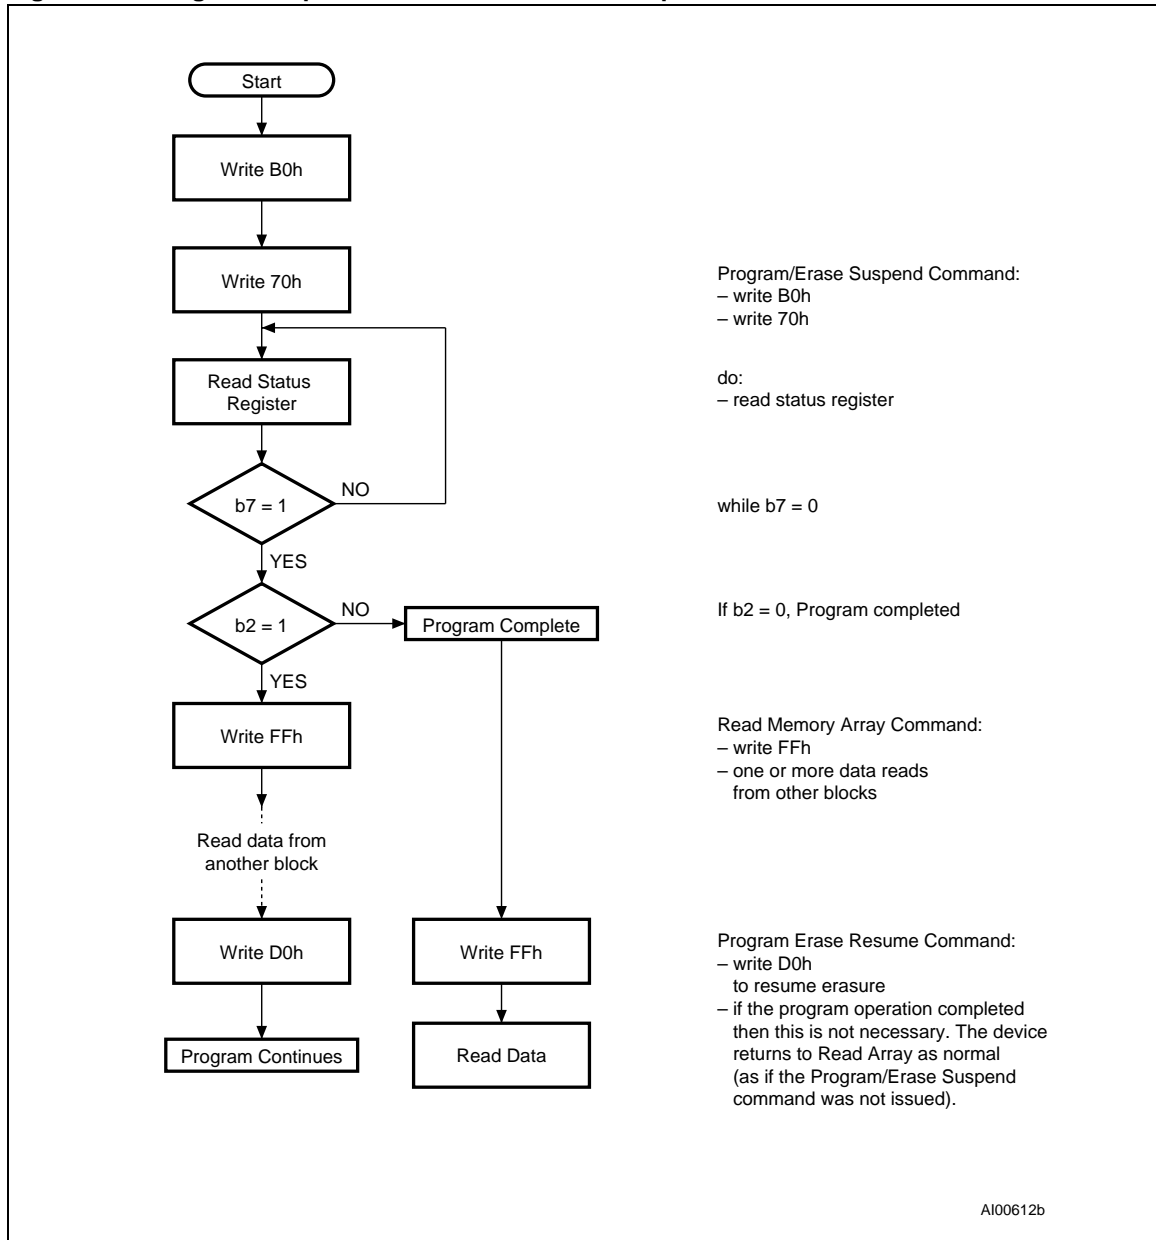 Start
Write B0h
Write 70h
Program/Erase Suspend Command:
– write B0h
– write 70h
Read Status
Register
do:
– read status register
b7 = 1
NO
while b7 = 0
YES
b2 = 1
NO
Program Complete
If b2 = 0, Program completed
YES
Write FFh
Read Memory Array Command:
– write FFh
– one or more data reads
from other blocks
Read data from
another block
Write D0h
Write FFh
Program Erase Resume Command:
– write D0h
to resume erasure
– if the program operation completed
then this is not necessary. The device
returns to Read Array as normal
(as if the Program/Erase Suspend
command was not issued).
Program Continues
Read Data
AI00612b